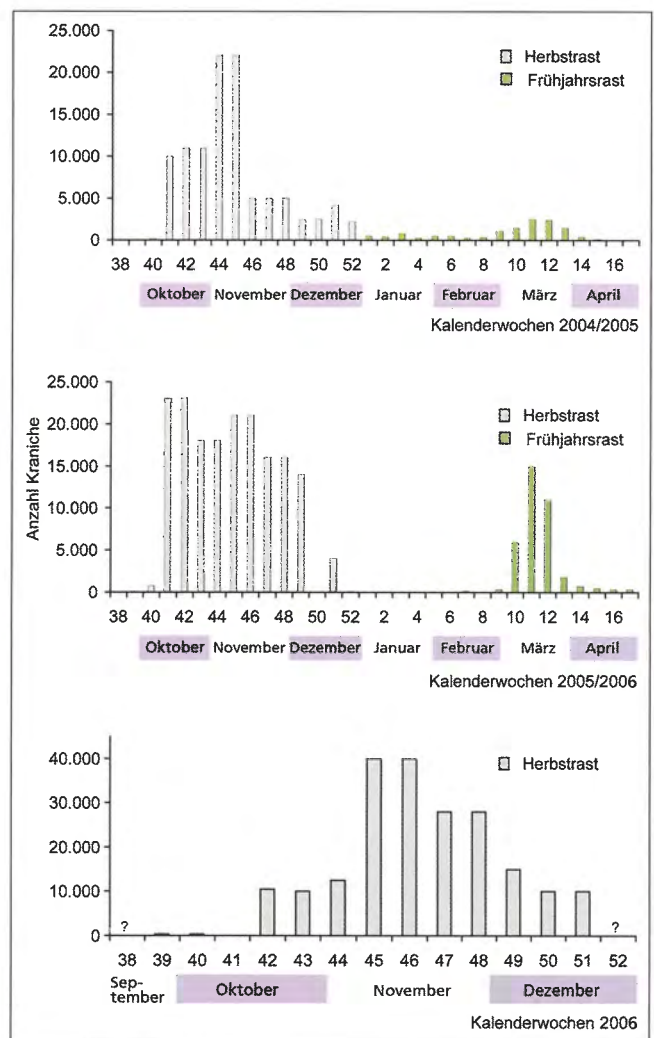 25.000
20.000
15.000
10.000
5.000
0
Herbstrast
Frühjahrsrast
38 40 42 44 46 48 50 52 2 4 6 8 10 12 14 16
Oktober November Dezember Januar Februar März April
Kalenderwochen 2004/2005
Anzahl Kraniche
25.000
20.000
15.000
10.000
5.000
0
Herbstrast
Frühjahrsrast
38 40 42 44 46 48 50 52 2 4 6 8 10 12 14 16
Oktober November Dezember Januar Februar März April
Kalenderwochen 2005/2006
40.000
30.000
20.000
10.000
0
Herbstrast
? ?
38 39 40 41 42 43 44 45 46 47 48 49 50 51 52
Sep-
tember Oktober November Dezember
Kalenderwochen 2006